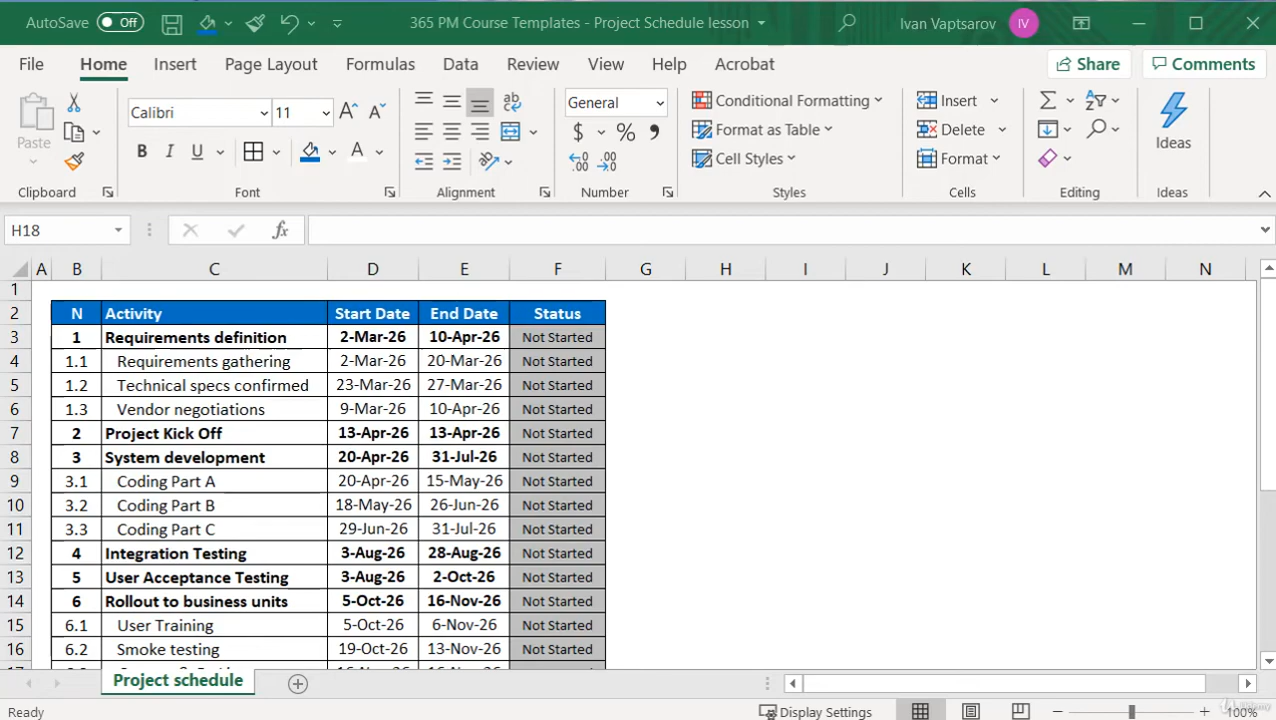 AutoSave Off 365 PM Course Templates - Project Schedule lesson Ivan Vaptsarov IV
File Home Insert Page Layout Formulas Data Review View Help Acrobat Share Comments
Paste
Calibri 11
B I U A
A A
ab
General
$ % 9
.00
Conditional Formatting
Format as Table
Cell Styles
Insert
Delete
Format
Ideas
Clipboard Font Alignment Number Styles Cells Editing Ideas
H18 fx
A B C D E F G H I J K L M N
1
2 N Activity Start Date End Date Status
3 1 Requirements definition 2-Mar-26 10-Apr-26 Not Started
4 1.1 Requirements gathering 2-Mar-26 20-Mar-26 Not Started
5 1.2 Technical specs confirmed 23-Mar-26 27-Mar-26 Not Started
6 1.3 Vendor negotiations 9-Mar-26 10-Apr-26 Not Started
7 2 Project Kick Off 13-Apr-26 13-Apr-26 Not Started
8 3 System development 20-Apr-26 31-Jul-26 Not Started
9 3.1 Coding Part A 20-Apr-26 15-May-26 Not Started
10 3.2 Coding Part B 18-May-26 26-Jun-26 Not Started
11 3.3 Coding Part C 29-Jun-26 31-Jul-26 Not Started
12 4 Integration Testing 3-Aug-26 28-Aug-26 Not Started
13 5 User Acceptance Testing 3-Aug-26 2-Oct-26 Not Started
14 6 Rollout to business units 5-Oct-26 16-Nov-26 Not Started
15 6.1 User Training 5-Oct-26 6-Nov-26 Not Started
16 6.2 Smoke testing 19-Oct-26 13-Nov-26 Not Started
Project schedule
Ready Display Settings 100%